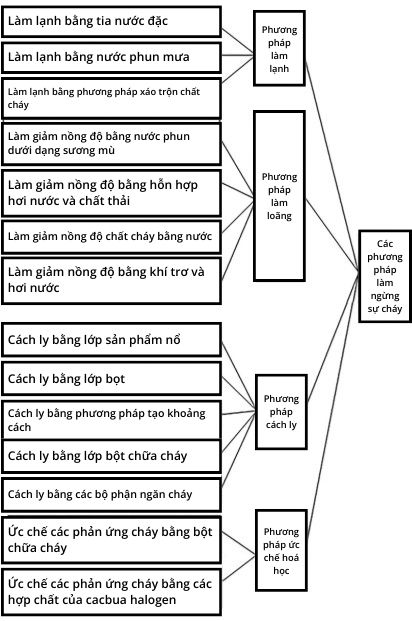 Làm lạnh bằng tia nước đặc
Làm lạnh bằng nước phun mưa
Làm lạnh bằng phương pháp xáo trộn chất
cháy
Phương
pháp
làm
lạnh
Làm giảm nồng độ bằng nước phun
dưới dạng sương mù
Làm giảm nồng độ bằng hỗn hợp
hơi nước và chất thải
Làm giảm nồng độ chất cháy bằng nước
Làm giảm nồng độ bằng khí trơ và
hơi nước
Phương
pháp
làm
loãng
Các
phương
pháp
làm
ngừng
sự cháy
Cách ly bằng lớp sản phẩm nổ
Cách ly bằng lớp bọt
Cách ly bằng phương pháp tạo khoảng
cách
Cách ly bằng lớp bột chữa cháy
Cách ly bằng các bộ phận ngăn cháy
Phương
pháp
cách ly
Ức chế các phản ứng cháy bằng bột
chữa cháy
Ức chế các phản ứng cháy bằng các
hợp chất của cacbua halogen
Phương
pháp ức
chế hoá
học